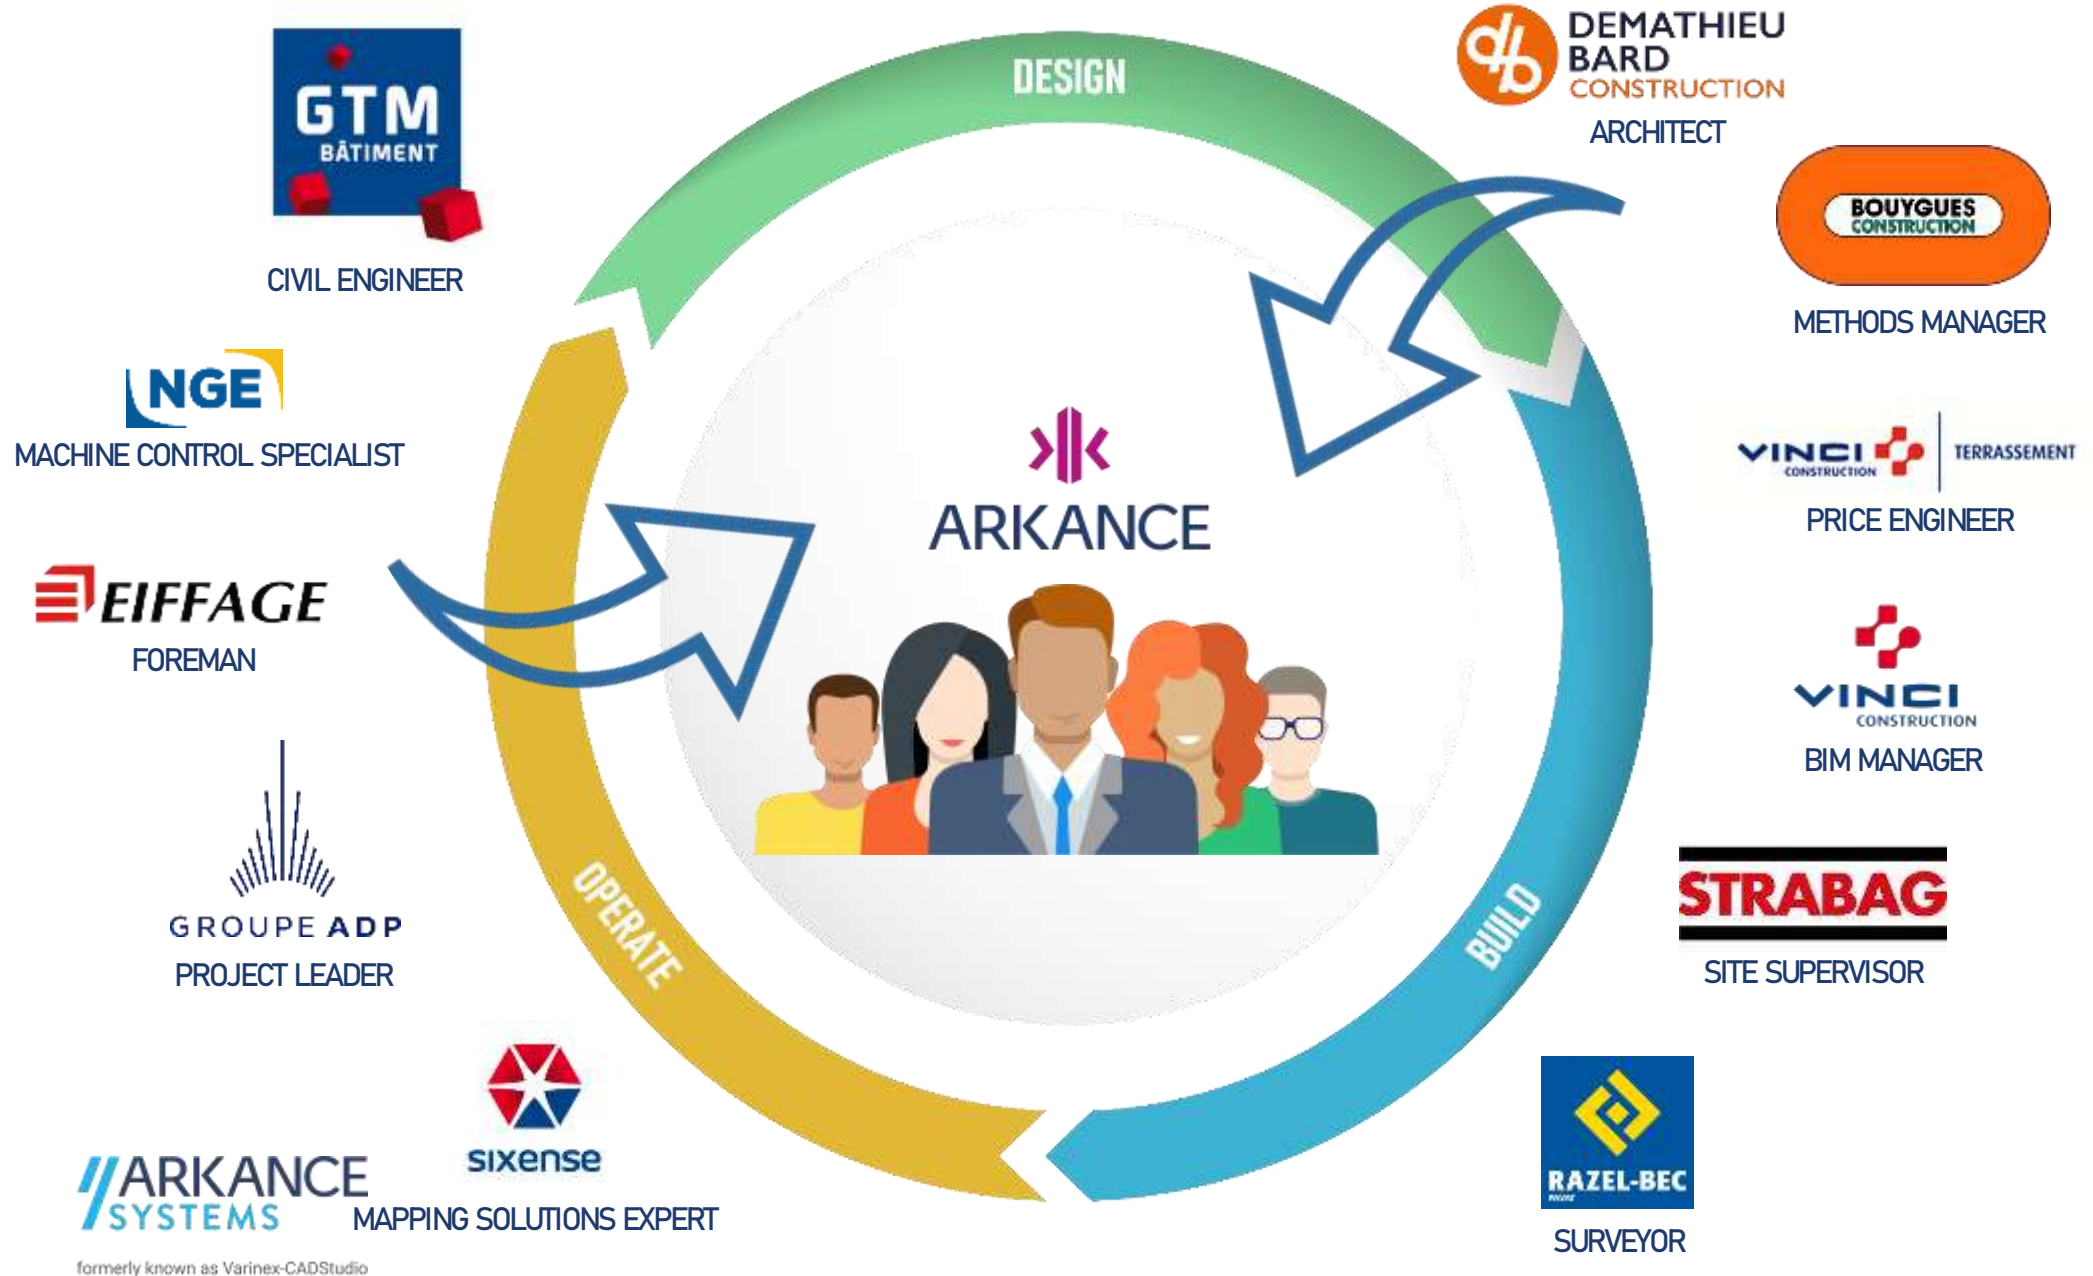 DESIGN
DEMATHIEU
BARD
CONSTRUCTION
ARCHITECT
GTM
BÂTIMENT
CIVIL ENGINEER
BOUYGUES
CONSTRUCTION
METHODS MANAGER
NGE
MACHINE CONTROL SPECIALIST
VINCI
CONSTRUCTION
TERRASSEMENT
PRICE ENGINEER
ARKANCE
EIFFAGE
FOREMAN
VINCI
CONSTRUCTION
BIM MANAGER
GROUPE ADP
PROJECT LEADER
OPERATE
BUILD
STRABAG
SITE SUPERVISOR
sixense
MAPPING SOLUTIONS EXPERT
RAZEL-BEC
SURVEYOR
ARKANCE
SYSTEMS
formerly known as Varinex-CADStudio